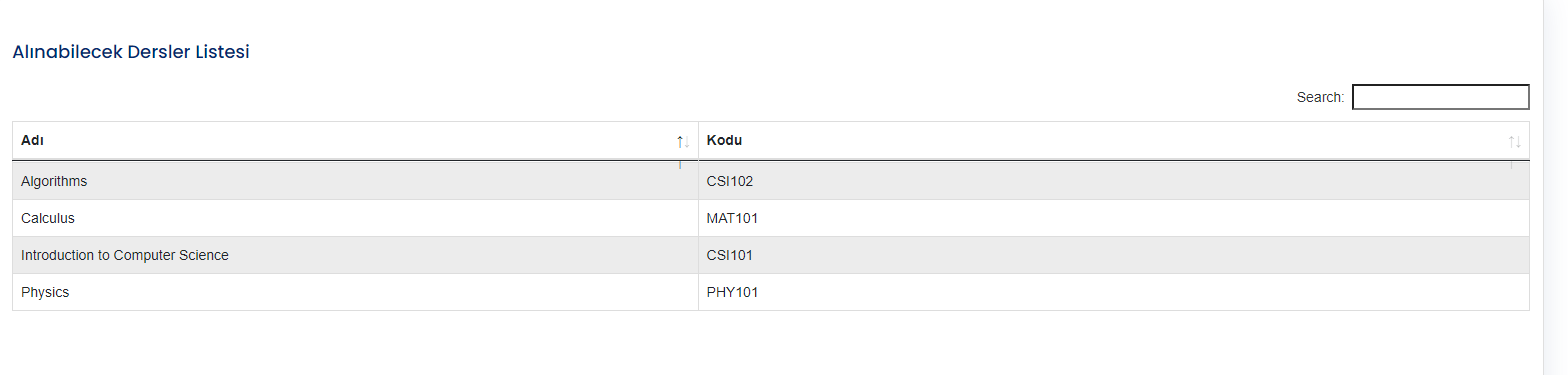 Alınabilecek Dersler Listesi
Search:
Adı Kodu
Algorithms CSI102
Calculus MAT101
Introduction to Computer Science CSI101
Physics PHY101